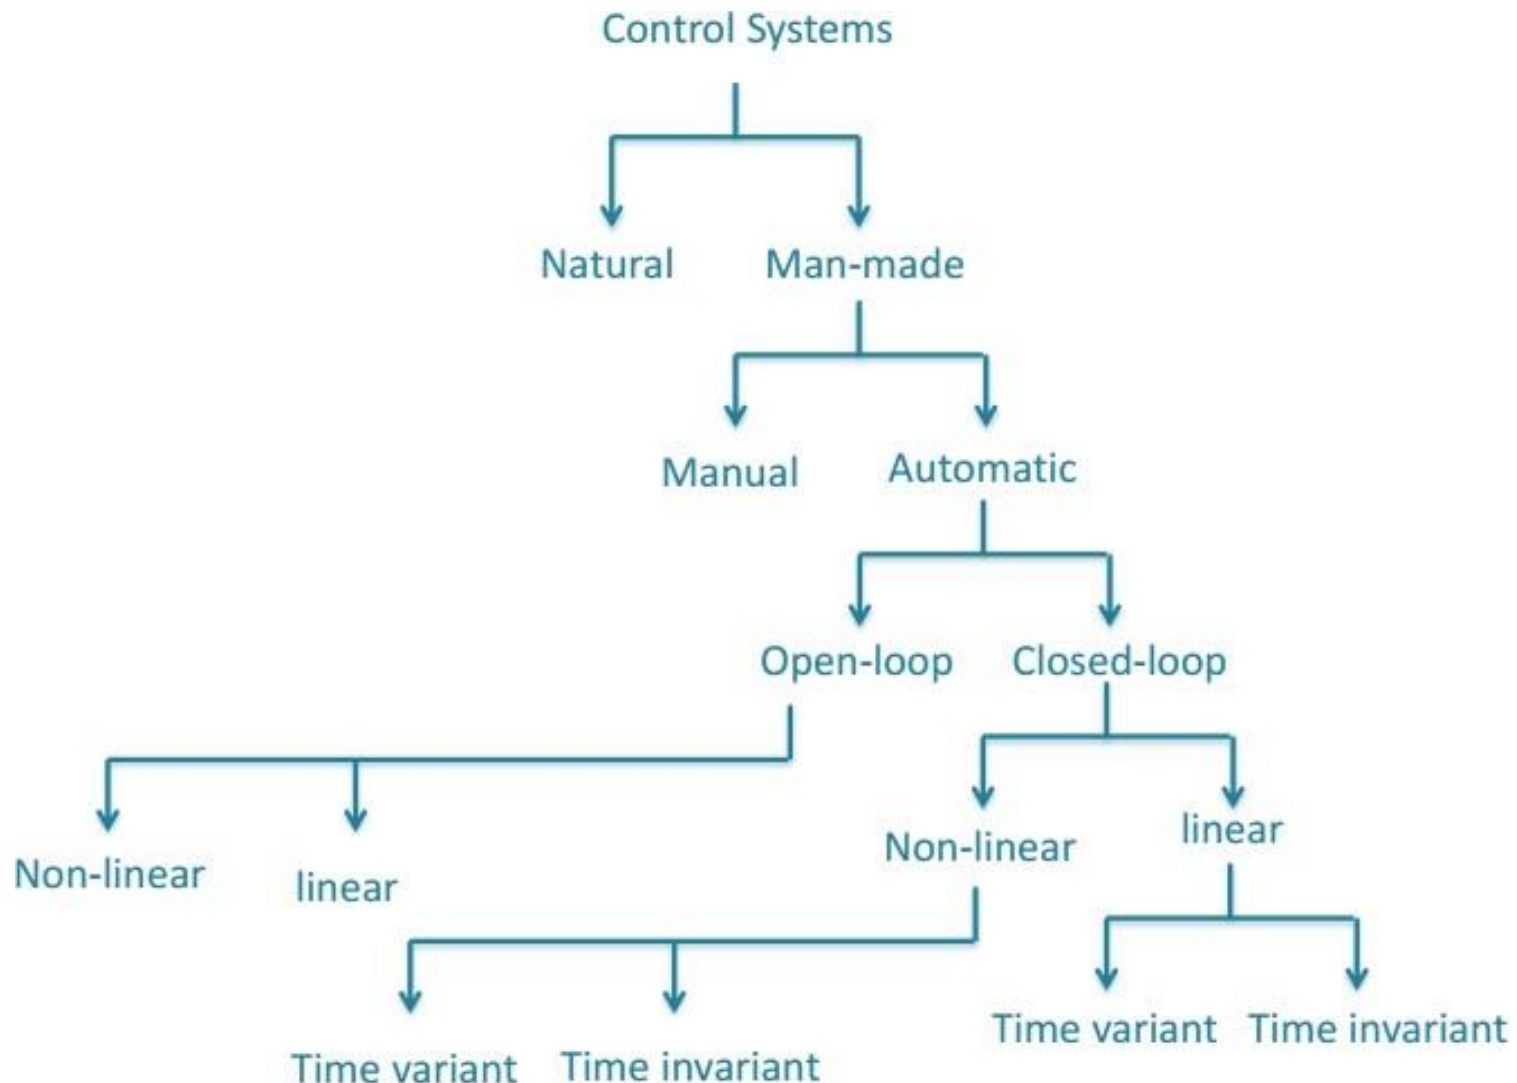 Control Systems
Natural Man-made
Manual Automatic
Open-loop Closed-loop
Non-linear linear Non-linear linear
Time variant Time invariant Time variant Time invariant